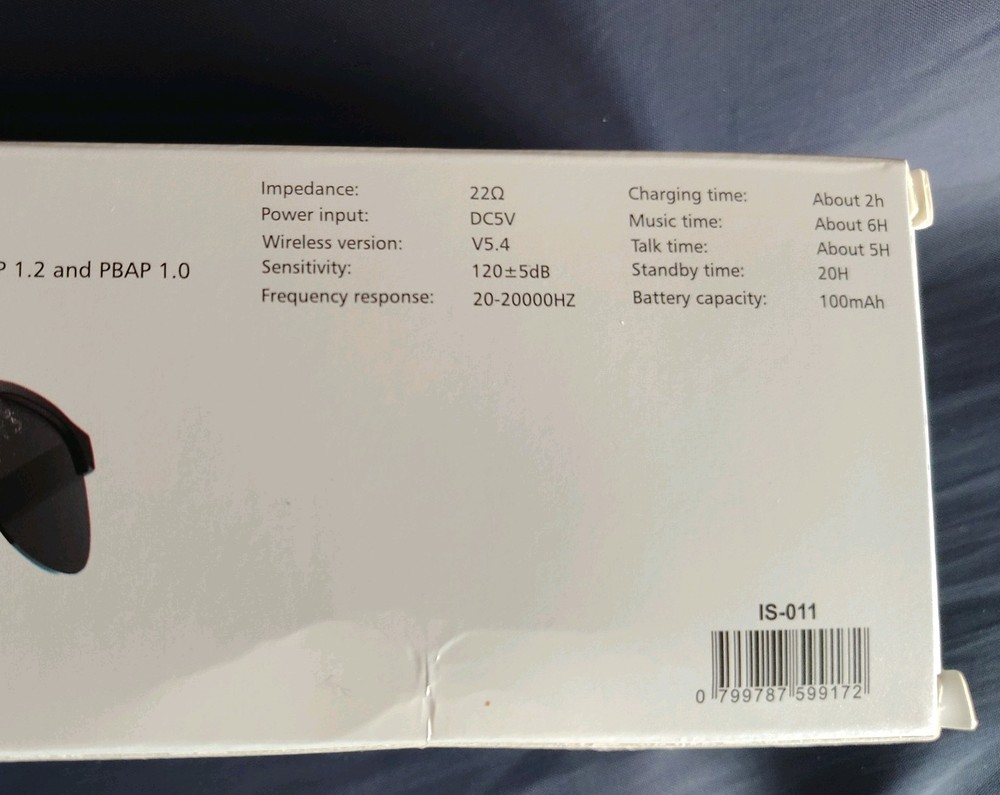 P 1.2 and PBAP 1.0
Impedance: 22Ω
Power input: DC5V
Wireless version: V5.4
Sensitivity: 120±5dB
Frequency response: 20-20000HZ
Charging time: About 2h
Music time: About 6H
Talk time: About 5H
Standby time: 20H
Battery capacity: 100mAh
IS-011
0 799787 599172